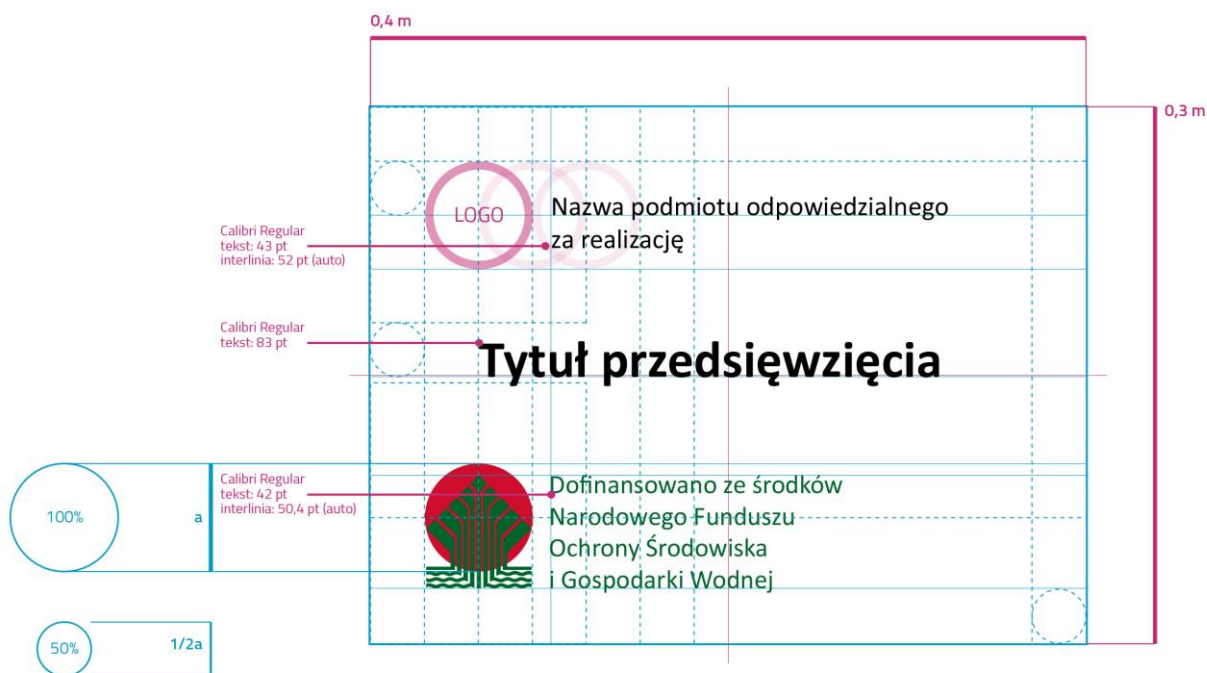 0,4 m
0,3 m
LOGO
Nazwa podmiotu odpowiedzialnego
za realizację
Calibri Regular
tekst: 43 pt
interlinia: 52 pt (auto)
Calibri Regular
tekst: 83 pt
Tytuł przedsięwzięcia
Calibri Regular
tekst: 42 pt
interlinia: 50,4 pt (auto)
Dofinansowano ze środków
Narodowego Funduszu
Ochrony Środowiska
i Gospodarki Wodnej
100%
a
50%
1/2a